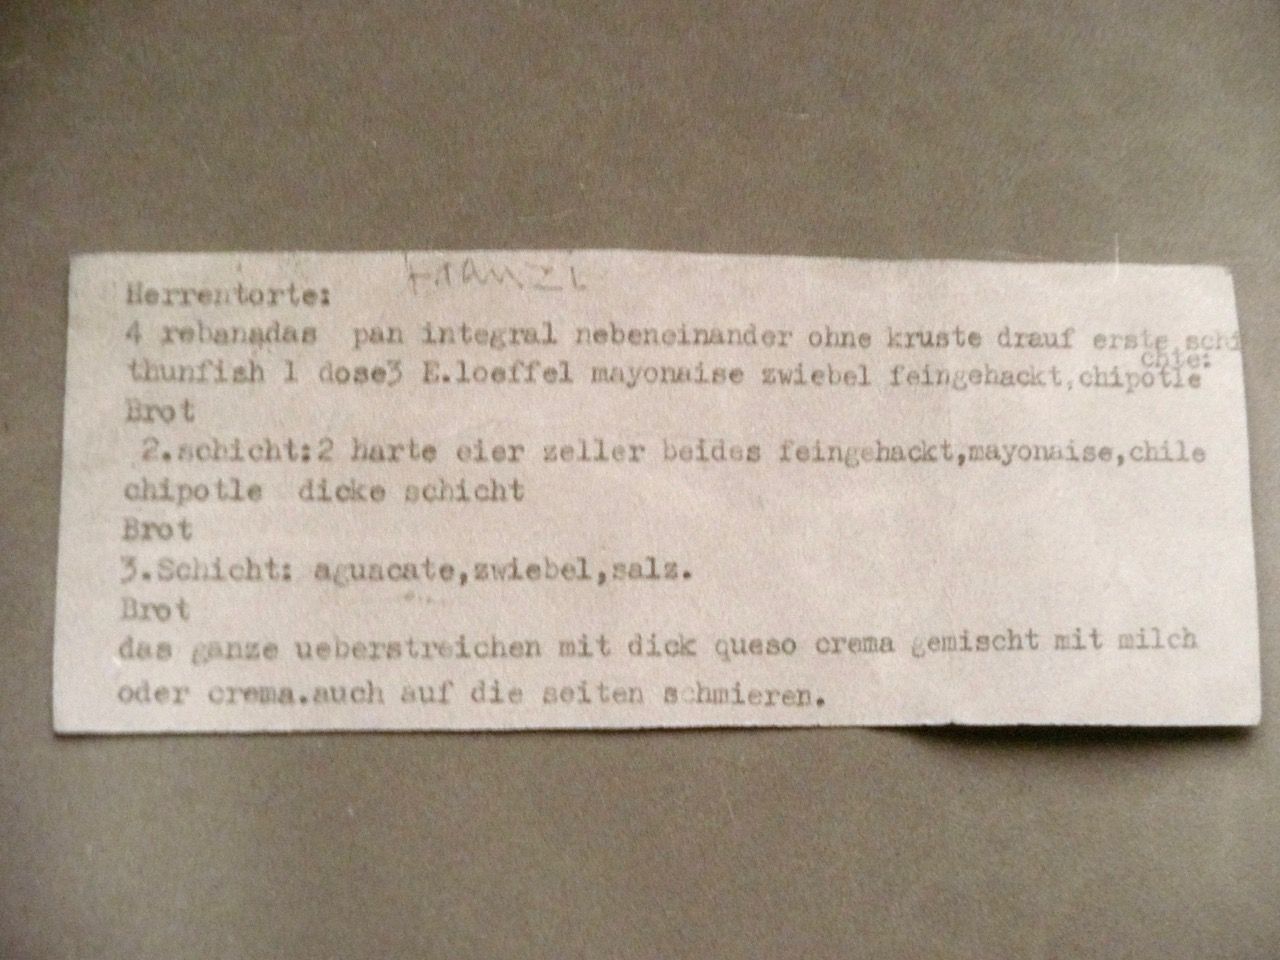 Franzi
Herrentorte:
4 rebanadas pan integral nebeneinander ohne kruste drauf erste schi
chte:
thunfish 1 dose3 E.loeffel mayonaise zwiebel feingehackt,chipotle
Brot
2.schicht:2 harte eier zeller beides feingehackt,mayonaise,chile
chipotle dicke schicht
Brot
3.Schicht: aguacate,zwiebel,salz.
Brot
das ganze ueberstreichen mit dick queso crema gemischt mit milch
oder crema.auch auf die seiten schmieren.